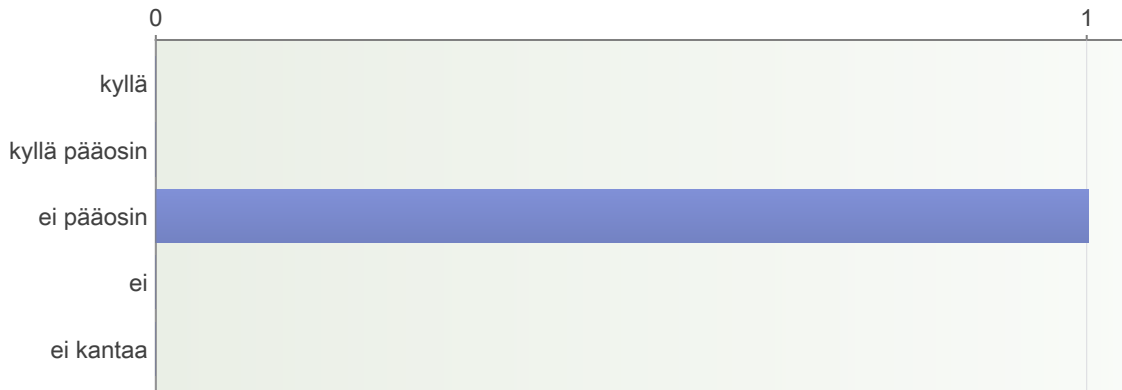 0 1
kyllä
kyllä pääosin
ei pääosin
ei
ei kantaa